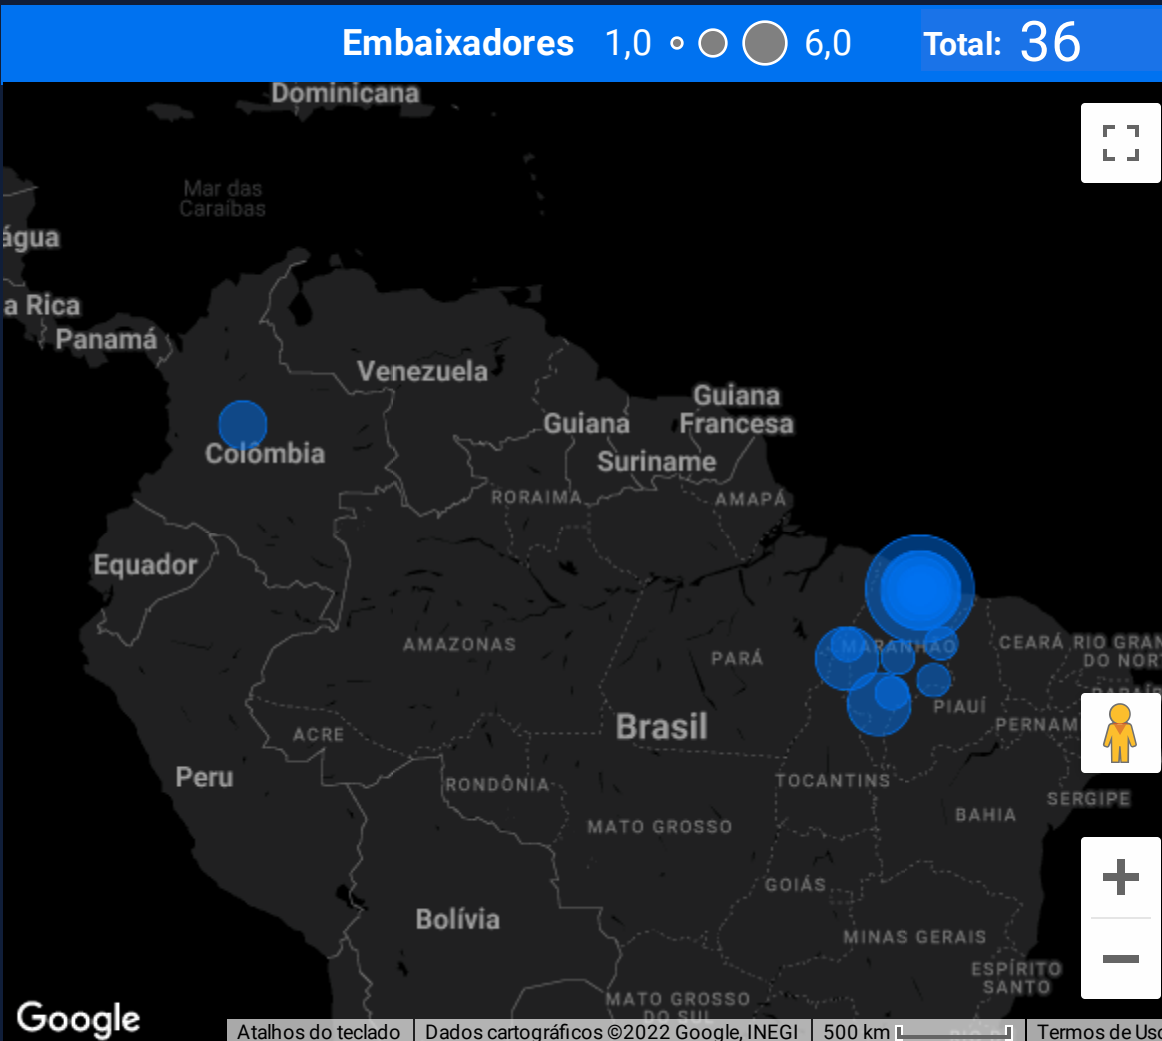 Embaixadores 1,0 6,0 Total: 36
Dominicana
Mar das
Caraíbas
água
a Rica
Panamá
Venezuela
Guiana
Francesa
Guiana
Suriname
Colômbia
RORAIMA
AMAPÁ
Equador
AMAZONAS
PARÁ
MARANHÃO
CEARÁ
RIO GRAN
DO NORT
PIAUÍ
PERNAM
Brasil
ACRE
Peru
RONDÔNIA
TOCANTINS
SERGIPE
BAHIA
MATO GROSSO
GOIÁS
Bolívia
MINAS GERAIS
ESPÍRITO
SANTO
MATO GROSSO
DO SUL
Google
Atalhos do teclado
Dados cartográficos ©2022 Google, INEGI
500 km
Termos de Uso